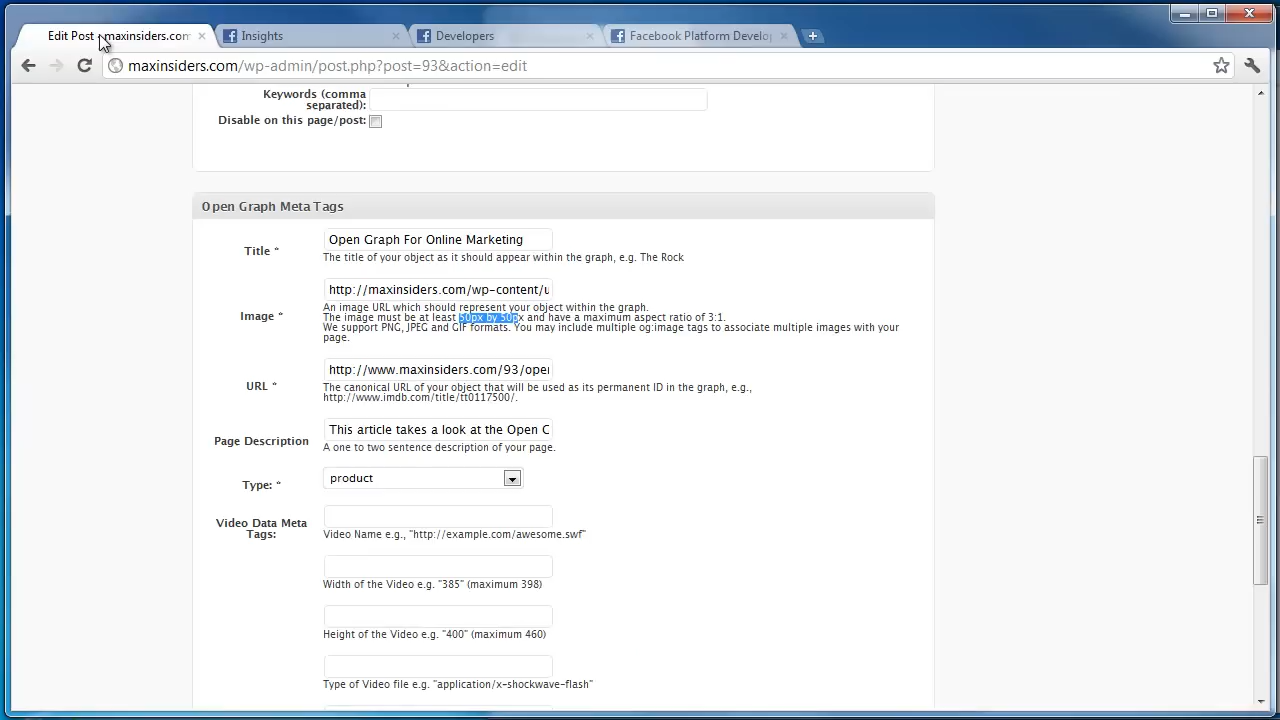 Edit Post ‹ maxinsiders.com
Insights
Developers
Facebook Platform Develop
maxinsiders.com/wp-admin/post.php?post=93&action=edit
Keywords (comma
separated):
Disable on this page/post:
Open Graph Meta Tags
Title *
Open Graph For Online Marketing
The title of your object as it should appear within the graph, e.g. The Rock
Image *
http://maxinsiders.com/wp-content/u
An image URL which should represent your object within the graph.
The image must be at least 50px by 50px and have a maximum aspect ratio of 3:1.
We support PNG, JPEG and GIF formats. You may include multiple og:image tags to associate multiple images with your
page.
URL *
http://www.maxinsiders.com/93/oper
The canonical URL of your object that will be used as its permanent ID in the graph, e.g.,
http://www.imdb.com/title/tt0117500/.
Page Description
This article takes a look at the Open G
A one to two sentence description of your page.
Type: *
product
Video Data Meta
Tags:
Video Name e.g., "http://example.com/awesome.swf"
Width of the Video e.g. "385" (maximum 398)
Height of the Video e.g. "400" (maximum 460)
Type of Video file e.g. "application/x-shockwave-flash"